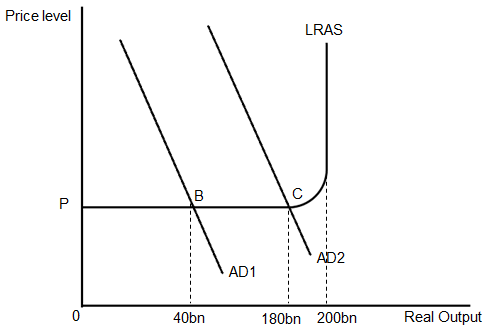 Price level
LRAS
P
B
C
AD1
AD2
0
40bn
180bn
200bn
Real Output